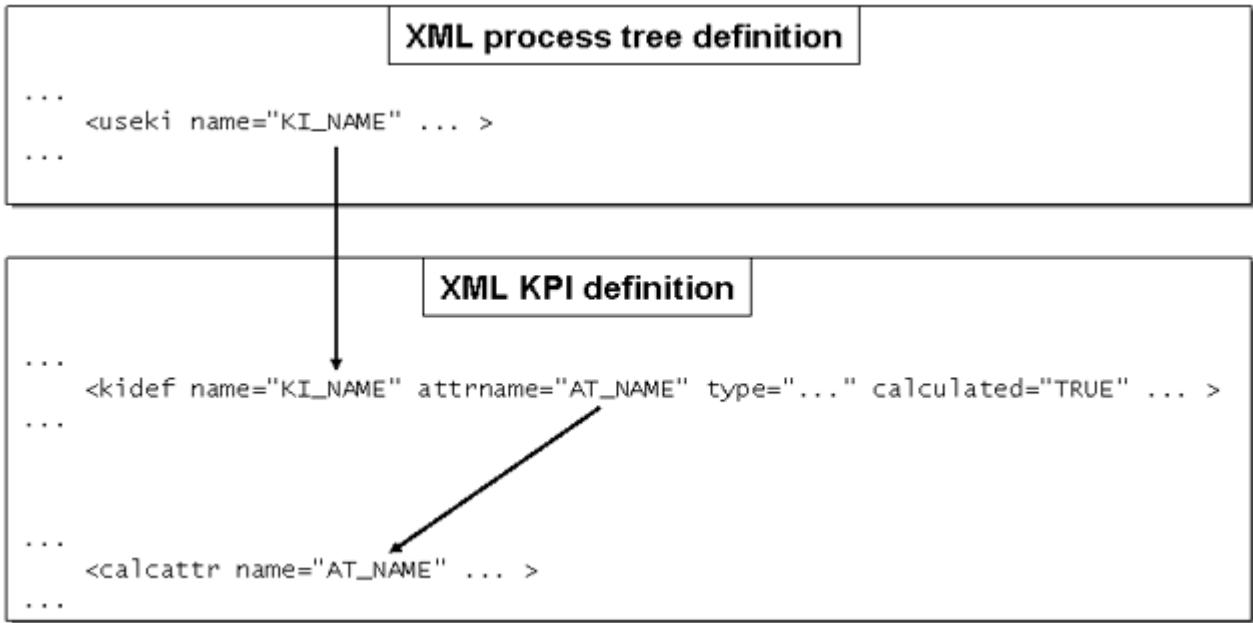 XML process tree definition
...
<useki name="KI_NAME" ... >
...
XML KPI definition
...
<kidef name="KI_NAME" attrname="AT_NAME" type="..." calculated="TRUE" ... >
...
...
<calcattr name="AT_NAME" ... >
...